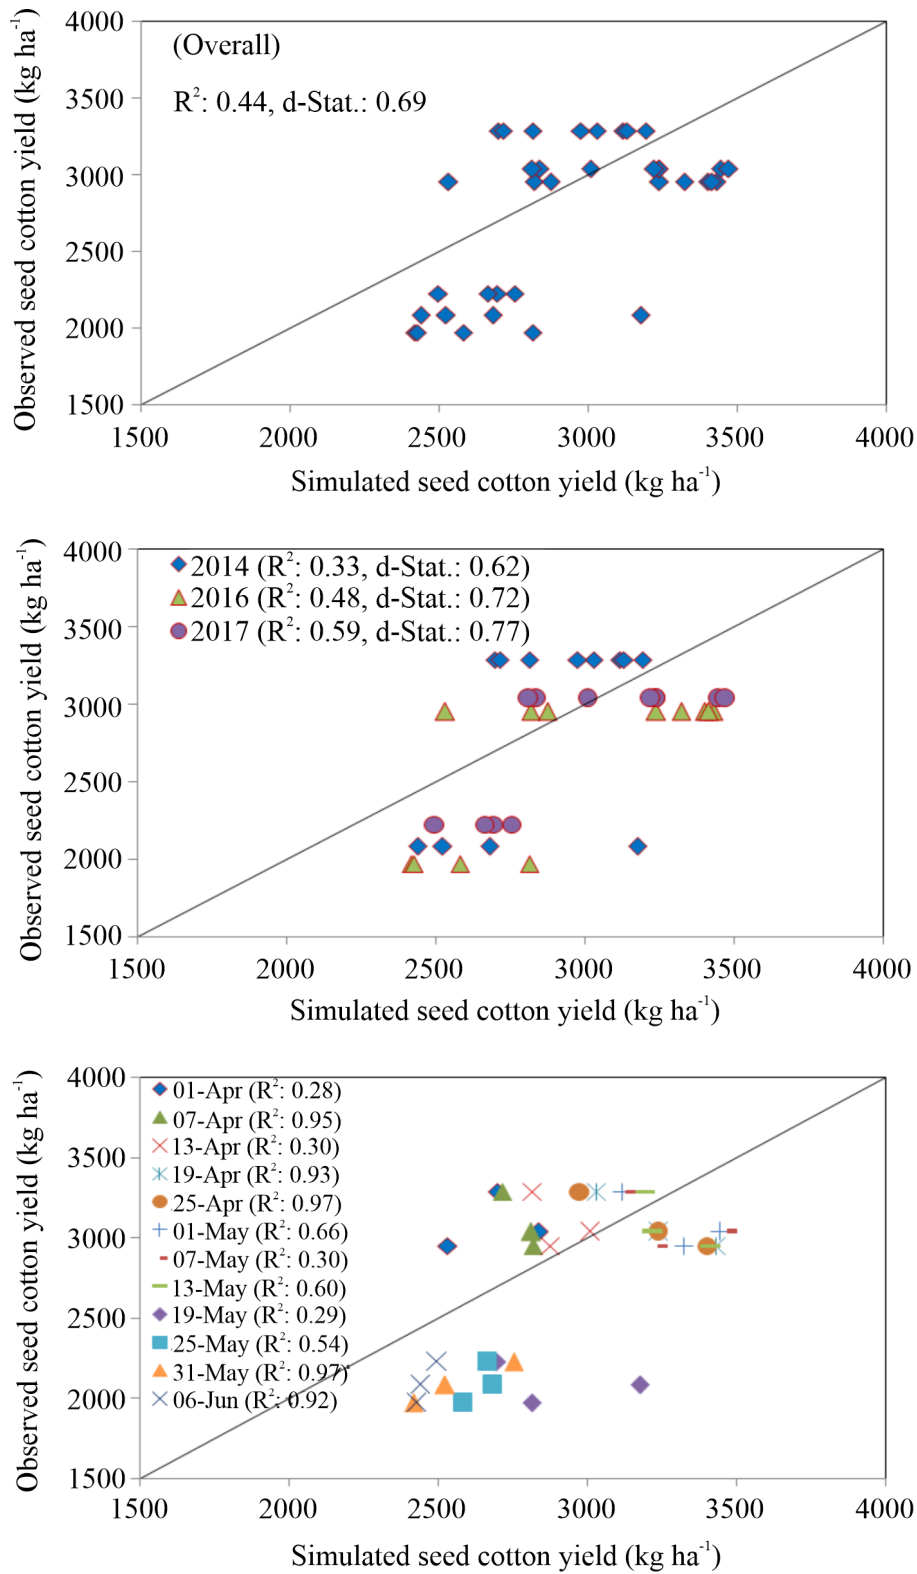 4000
3500
3000
2500
2000
1500
Observed seed cotton yield (kg ha⁻¹)
(Overall)
R²: 0.44, d-Stat.: 0.69
1500 2000 2500 3000 3500 4000
Simulated seed cotton yield (kg ha⁻¹)
4000
3500
3000
2500
2000
1500
Observed seed cotton yield (kg ha⁻¹)
2014 (R²: 0.33, d-Stat.: 0.62)
2016 (R²: 0.48, d-Stat.: 0.72)
2017 (R²: 0.59, d-Stat.: 0.77)
1500 2000 2500 3000 3500 4000
Simulated seed cotton yield (kg ha⁻¹)
4000
3500
3000
2500
2000
1500
Observed seed cotton yield (kg ha⁻¹)
01-Apr (R²: 0.28)
07-Apr (R²: 0.95)
13-Apr (R²: 0.30)
19-Apr (R²: 0.93)
25-Apr (R²: 0.97)
01-May (R²: 0.66)
07-May (R²: 0.30)
13-May (R²: 0.60)
19-May (R²: 0.29)
25-May (R²: 0.54)
31-May (R²: 0.97)
06-Jun (R²: 0.92)
1500 2000 2500 3000 3500 4000
Simulated seed cotton yield (kg ha⁻¹)